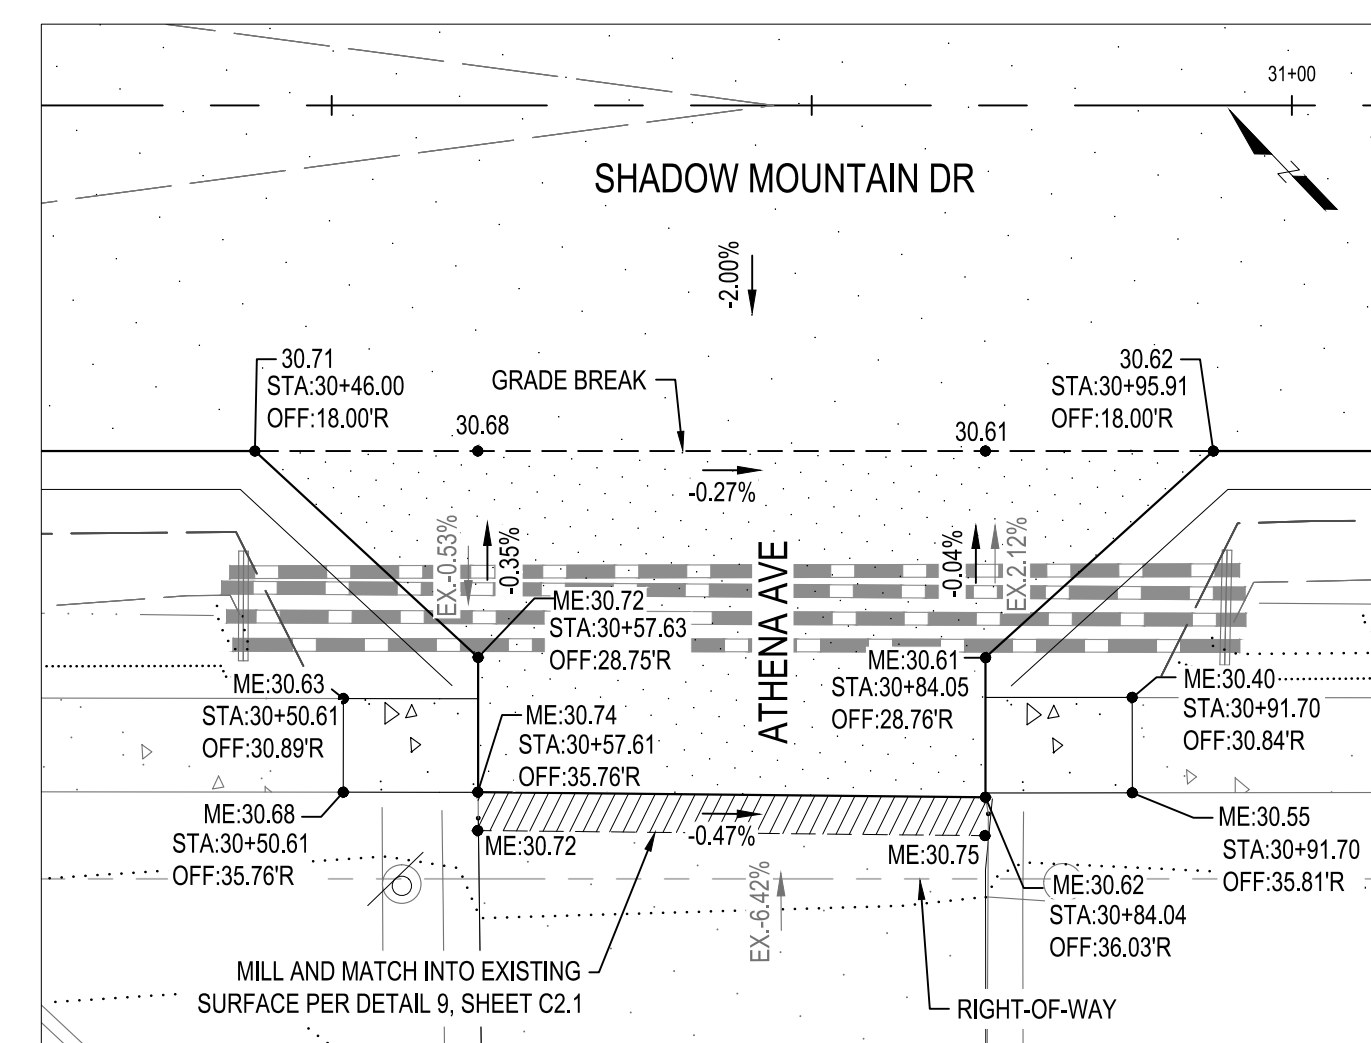 31+00
SHADOW MOUNTAIN DR
-2.00%
30.71
STA:30+46.00
OFF:18.00'R
GRADE BREAK
30.62
STA:30+95.91
OFF:18.00'R
30.68
30.61
-0.27%
EX.-0.53%
-0.35%
ATHENA AVE
-0.04%
EX.2.12%
ME:30.72
STA:30+57.63
OFF:28.75'R
ME:30.61
STA:30+84.05
OFF:28.76'R
ME:30.63
STA:30+50.61
OFF:30.89'R
ME:30.74
STA:30+57.61
OFF:35.76'R
ME:30.40
STA:30+91.70
OFF:30.84'R
ME:30.68
STA:30+50.61
OFF:35.76'R
ME:30.72
-0.47%
ME:30.75
ME:30.55
STA:30+91.70
OFF:35.81'R
EX.-6.42%
ME:30.62
STA:30+84.04
OFF:36.03'R
MILL AND MATCH INTO EXISTING
SURFACE PER DETAIL 9, SHEET C2.1
RIGHT-OF-WAY